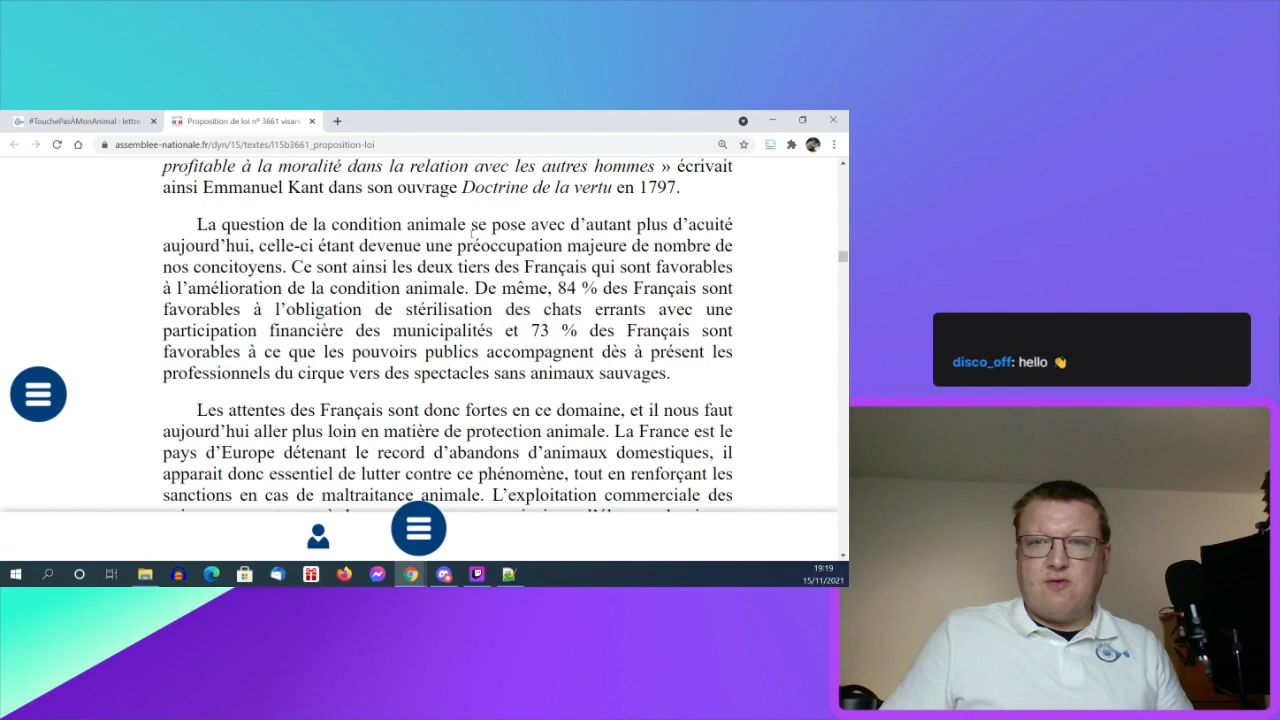 #TouchePasÀMonAnimal : lettre
Proposition de loi nº 3661 visant
assemblee-nationale.fr/dyn/15/textes/l15b3661_proposition-loi
profitable à la moralité dans la relation avec les autres hommes » écrivait
ainsi Emmanuel Kant dans son ouvrage Doctrine de la vertu en 1797.
La question de la condition animale se pose avec d’autant plus d’acuité
aujourd’hui, celle-ci étant devenue une préoccupation majeure de nombre de
nos concitoyens. Ce sont ainsi les deux tiers des Français qui sont favorables
à l’amélioration de la condition animale. De même, 84 % des Français sont
favorables à l’obligation de stérilisation des chats errants avec une
participation financière des municipalités et 73 % des Français sont
favorables à ce que les pouvoirs publics accompagnent dès à présent les
professionnels du cirque vers des spectacles sans animaux sauvages.
Les attentes des Français sont donc fortes en ce domaine, et il nous faut
aujourd’hui aller plus loin en matière de protection animale. La France est le
pays d’Europe détenant le record d’abandons d’animaux domestiques, il
apparait donc essentiel de lutter contre ce phénomène, tout en renforçant les
sanctions en cas de maltraitance animale. L’exploitation commerciale des
19:19
15/11/2021
disco_off: hello 👋